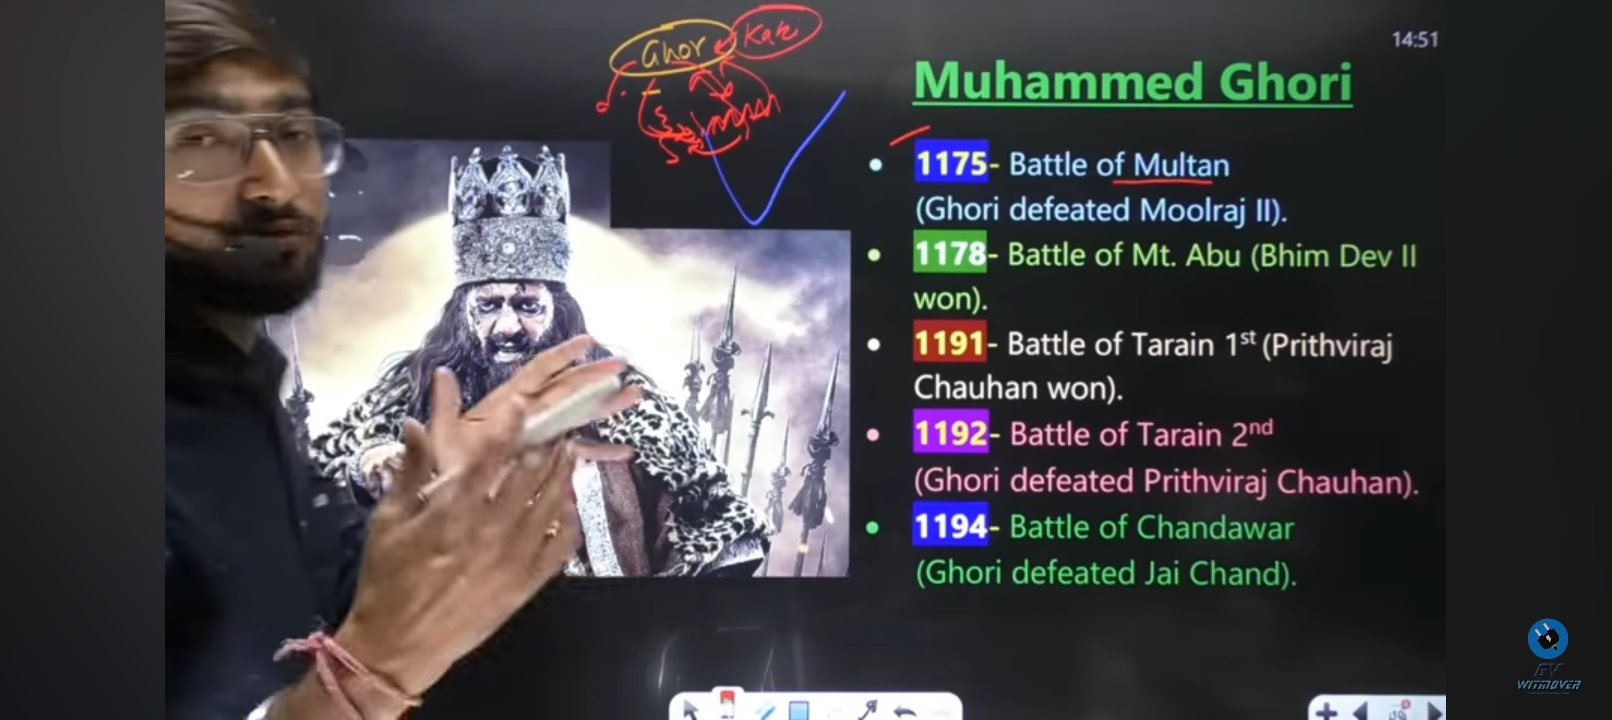 14:51
Ghor
Muhammed Ghori
1175- Battle of Multan
(Ghori defeated Moolraj II).
1178- Battle of Mt. Abu (Bhim Dev II
won).
1191- Battle of Tarain 1st (Prithviraj
Chauhan won).
1192- Battle of Tarain 2nd
(Ghori defeated Prithviraj Chauhan).
1194- Battle of Chandawar
(Ghori defeated Jai Chand).
WITMOVER